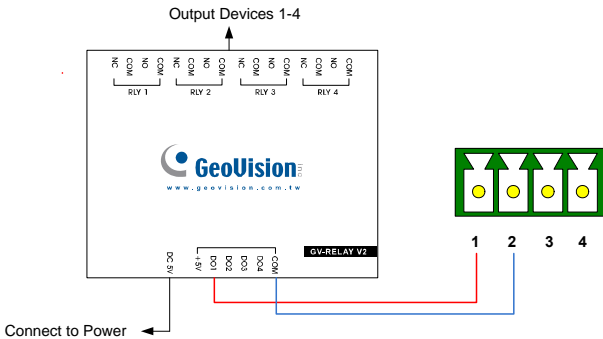 Output Devices 1-4
NC COM NO COM NC COM NO COM NC COM NO COM NC COM NO COM
RLY 1 RLY 2 RLY 3 RLY 4
GeoVision Inc
www.geovision.com.tw
GV-RELAY V2
DC 5V +5V DO1 DO2 DO3 DO4 COM
1 2 3 4
Connect to Power